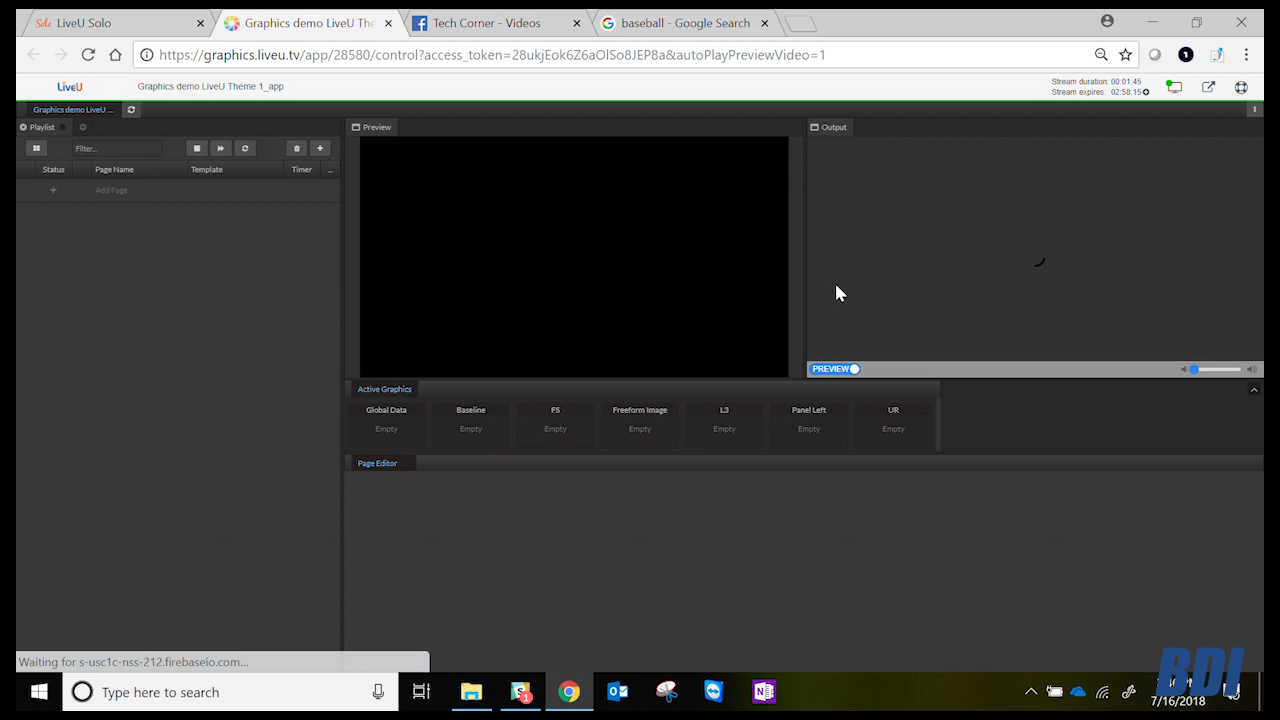 LiveU Solo
Graphics demo LiveU The
Tech Corner - Videos
baseball - Google Search
https://graphics.liveu.tv/app/28580/control?access_token=28ukjEok6Z6aOlSo8JEP8a&autoPlayPreviewVideo=1
LiveU
Graphics demo LiveU Theme 1_app
Stream duration: 00:01:45
Stream expires: 02:58:15
Graphics demo LiveU ...
Playlist
Preview
Output
Filter...
Status Page Name Template Timer ...
Add Page
PREVIEW
Active Graphics
Global Data Baseline FS Freeform Image L3 Panel Left UR
Empty Empty Empty Empty Empty Empty Empty
Page Editor
Waiting for s-usc1c-nss-212.firebaseio.com...
Type here to search
BDI
7/16/2018